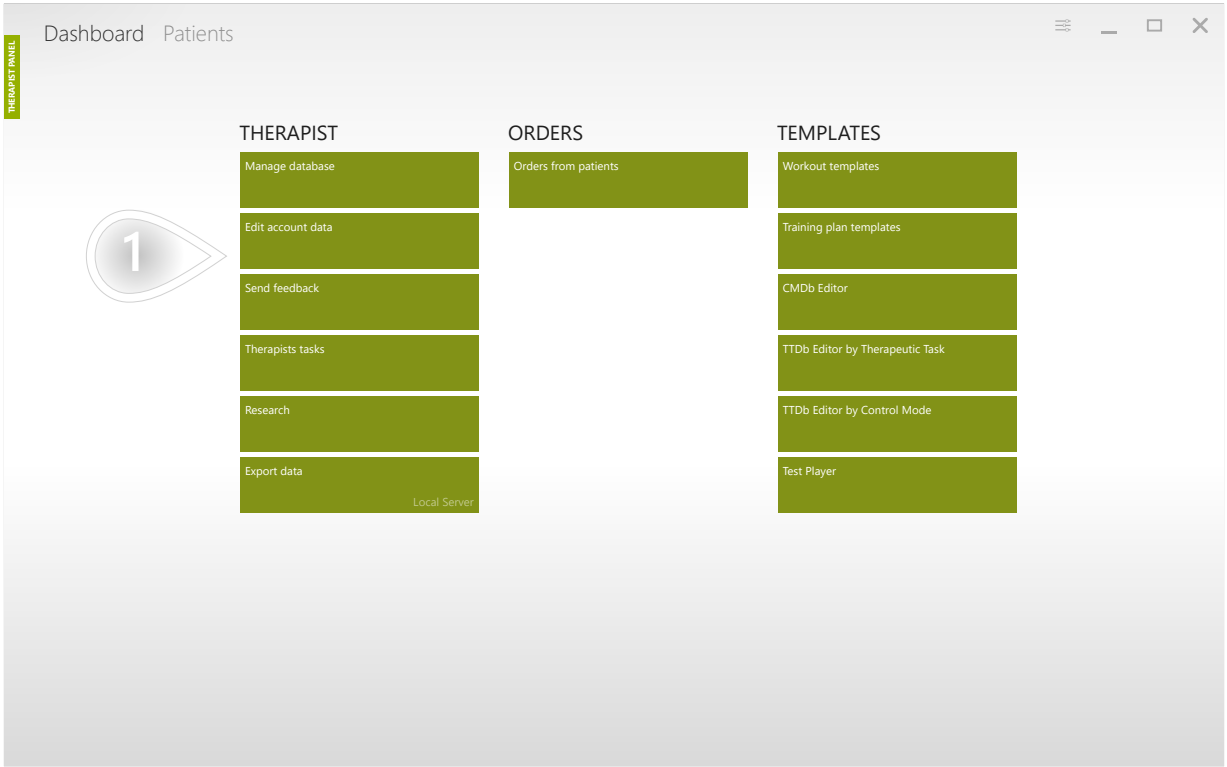 Dashboard Patients
THERAPIST PANEL
THERAPIST
Manage database
Edit account data
Send feedback
Therapists tasks
Research
Export data
Local Server
ORDERS
Orders from patients
TEMPLATES
Workout templates
Training plan templates
CMDb Editor
TTDb Editor by Therapeutic Task
TTDb Editor by Control Mode
Test Player
1